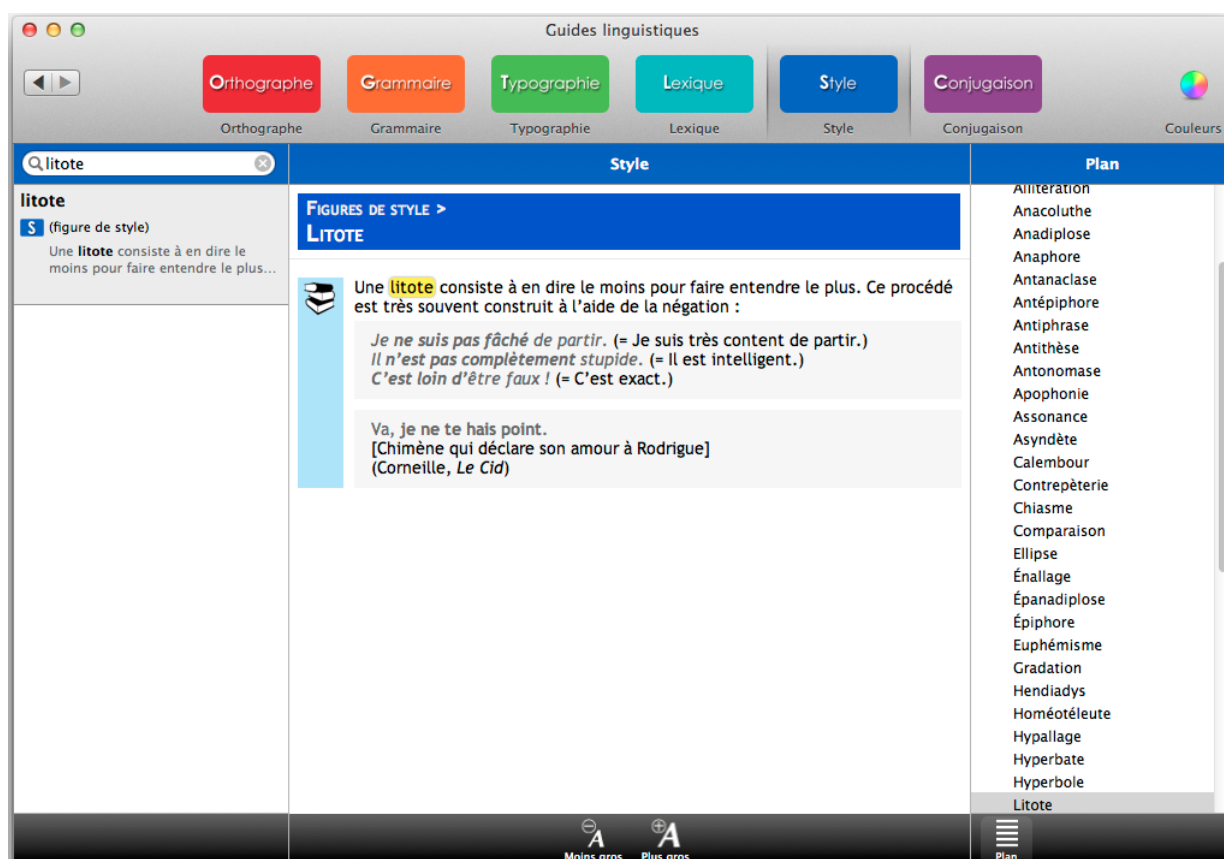 Guides linguistiques
Orthographe
Grammaire
Typographie
Lexique
Style
Conjugaison
Orthographe
Grammaire
Typographie
Lexique
Style
Conjugaison
Couleurs
litote
Style
Plan
litote
S (figure de style)
Une litote consiste à en dire le
moins pour faire entendre le plus...
FIGURES DE STYLE >
LITOTE
Une litote consiste à en dire le moins pour faire entendre le plus. Ce procédé
est très souvent construit à l’aide de la négation :
Je ne suis pas fâché de partir. (= Je suis très content de partir.)
Il n’est pas complètement stupide. (= Il est intelligent.)
C’est loin d’être faux ! (= C’est exact.)
Va, je ne te hais point.
[Chimène qui déclare son amour à Rodrigue]
(Corneille, Le Cid)
Allitération
Anacoluthe
Anadiplose
Anaphore
Antanaclase
Antépiphore
Antiphrase
Antithèse
Antonomase
Apophonie
Assonance
Asyndète
Calembour
Contrepèterie
Chiasme
Comparaison
Ellipse
Énallage
Épanadiplose
Épiphore
Euphémisme
Gradation
Hendiadys
Homéotéleute
Hypallage
Hyperbate
Hyperbole
Litote
A
A
Moins gros
Plus gros
Plan